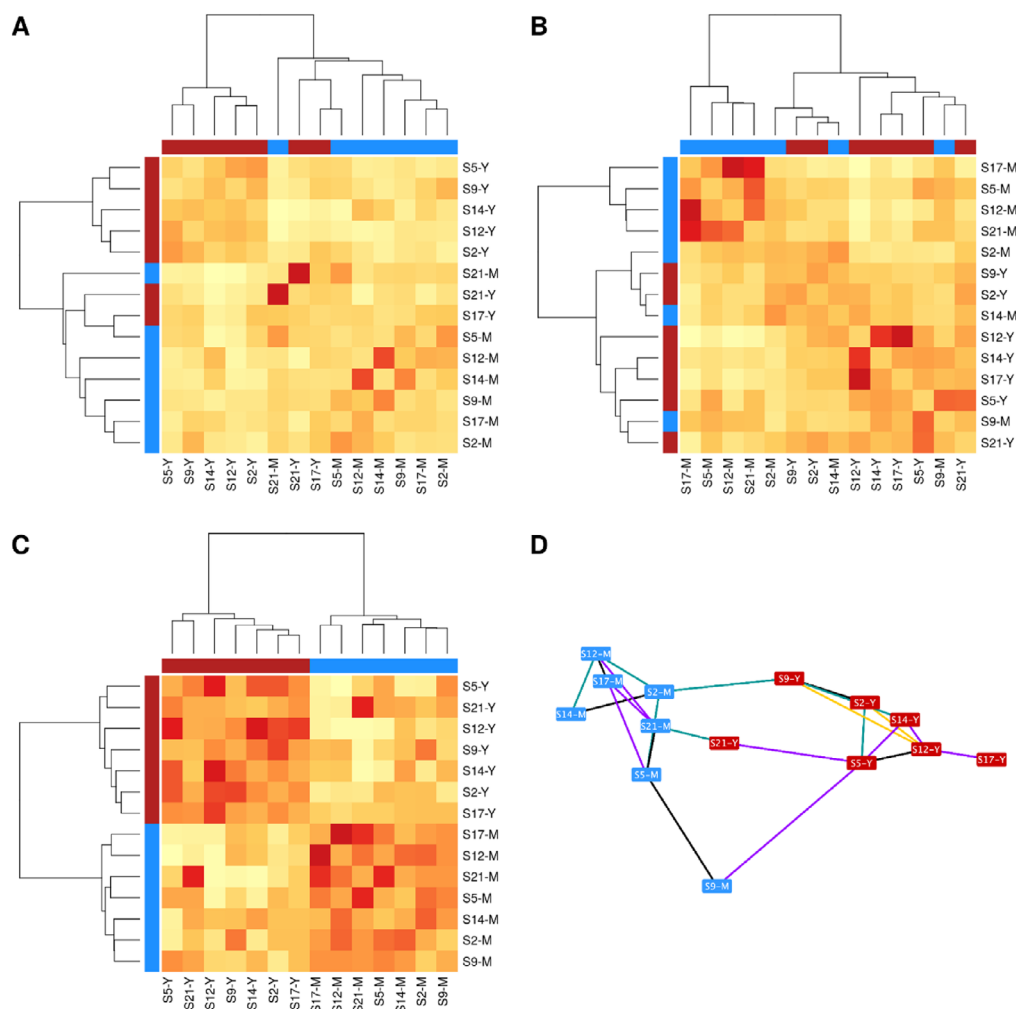 A
S5-Y
S9-Y
S14-Y
S12-Y
S2-Y
S21-M
S21-Y
S17-Y
S5-M
S12-M
S14-M
S9-M
S17-M
S2-M
S5-Y
S9-Y
S14-Y
S12-Y
S2-Y
S21-M
S21-Y
S17-Y
S5-M
S12-M
S14-M
S9-M
S17-M
S2-M
B
S17-M
S5-M
S12-M
S21-M
S2-M
S9-Y
S2-Y
S14-M
S12-Y
S14-Y
S17-Y
S5-Y
S9-M
S21-Y
S17-M
S5-M
S12-M
S21-M
S2-M
S9-Y
S2-Y
S14-M
S12-Y
S14-Y
S17-Y
S5-Y
S9-M
S21-Y
C
S5-Y
S21-Y
S12-Y
S9-Y
S14-Y
S2-Y
S17-Y
S17-M
S12-M
S21-M
S5-M
S14-M
S2-M
S9-M
S5-Y
S21-Y
S12-Y
S9-Y
S14-Y
S2-Y
S17-Y
S17-M
S12-M
S21-M
S5-M
S14-M
S2-M
S9-M
D
S12-M
S17-M
S2-M
S9-Y
S2-Y
S14-M
S14-Y
S21-M
S21-Y
S12-Y
S17-Y
S5-Y
S5-M
S9-M